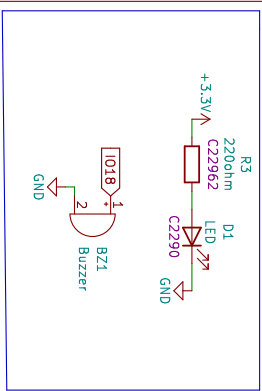 +3.3V
R3
220ohm
C22962
D1
LED
C2290
GND
IO18
1
+
2
GND
BZ1
Buzzer